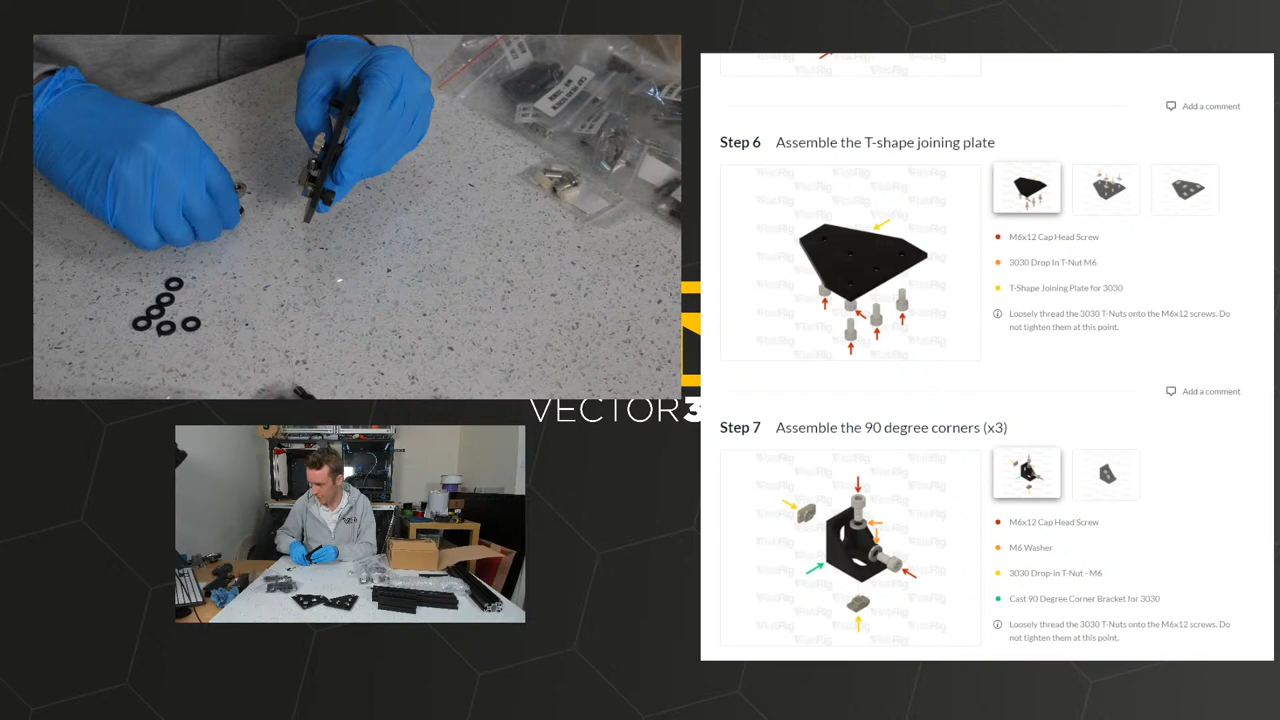 Add a comment
Step 6 Assemble the T-shape joining plate
M6x12 Cap Head Screw
3030 Drop In T-Nut M6
T-Shape Joining Plate for 3030
Loosely thread the 3030 T-Nuts onto the M6x12 screws. Do
not tighten them at this point.
Add a comment
VECTOR3
Step 7 Assemble the 90 degree corners (x3)
M6x12 Cap Head Screw
M6 Washer
3030 Drop-in T-Nut - M6
Cast 90 Degree Corner Bracket for 3030
Loosely thread the 3030 T-Nuts onto the M6x12 screws. Do
not tighten them at this point.